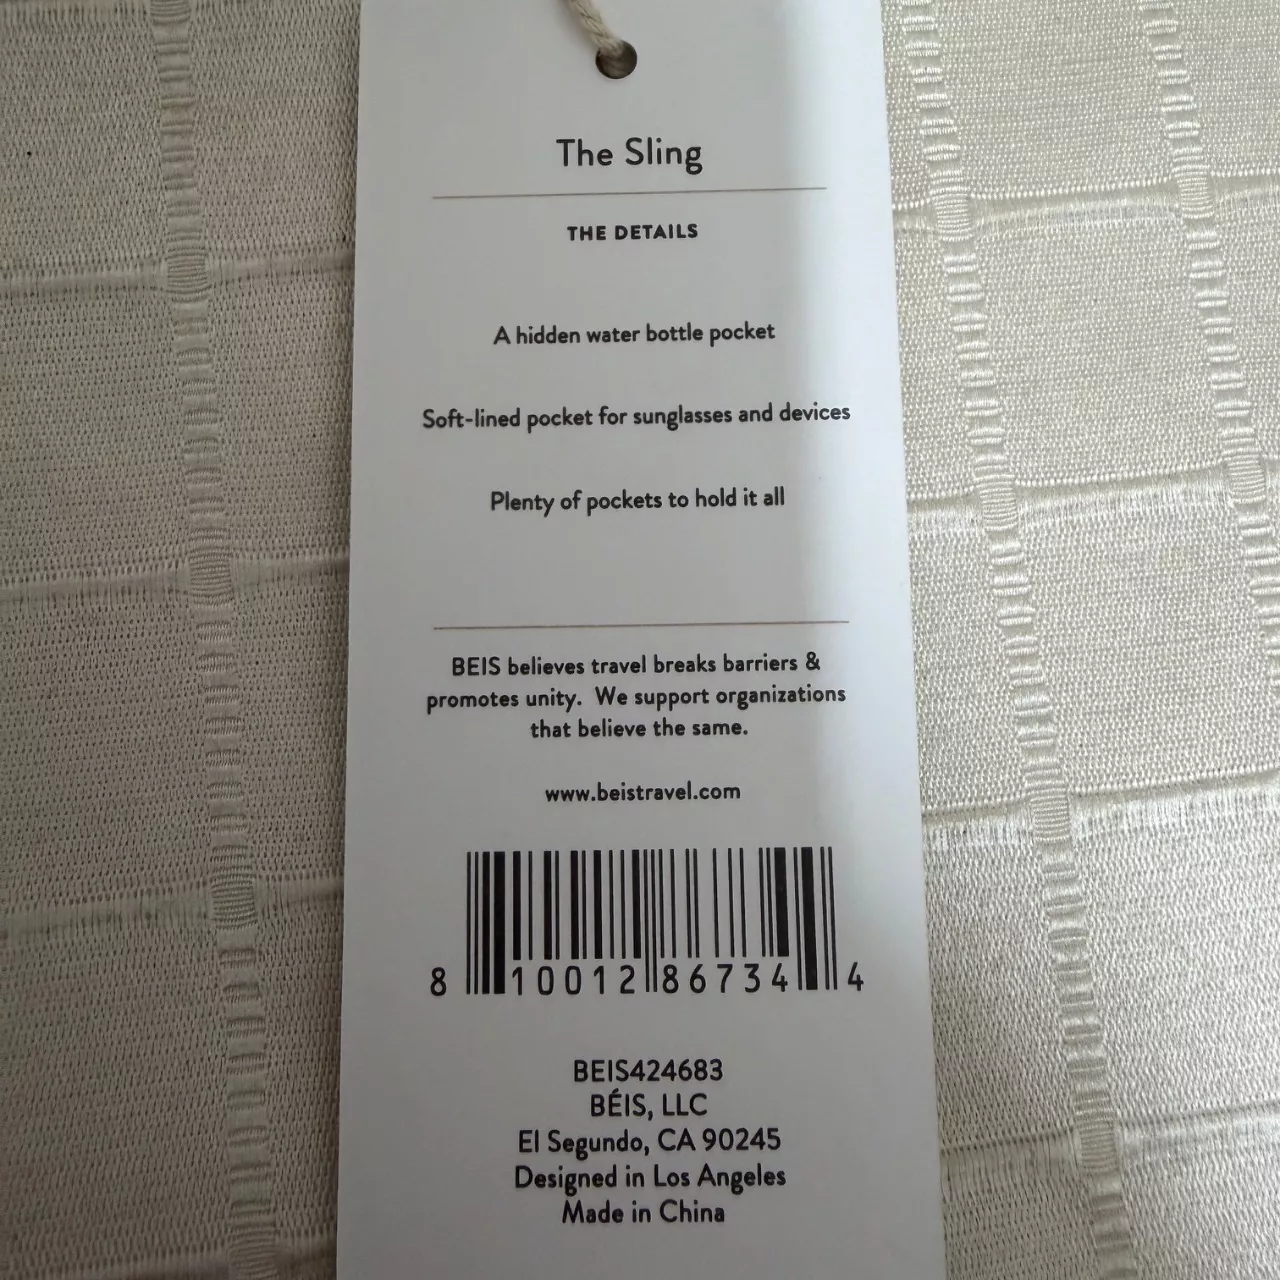 The Sling
THE DETAILS
A hidden water bottle pocket
Soft-lined pocket for sunglasses and devices
Plenty of pockets to hold it all
BEIS believes travel breaks barriers &
promotes unity. We support organizations
that believe the same.
www.beistravel.com
8 10012 86734 4
BEIS424683
BÉIS, LLC
El Segundo, CA 90245
Designed in Los Angeles
Made in China